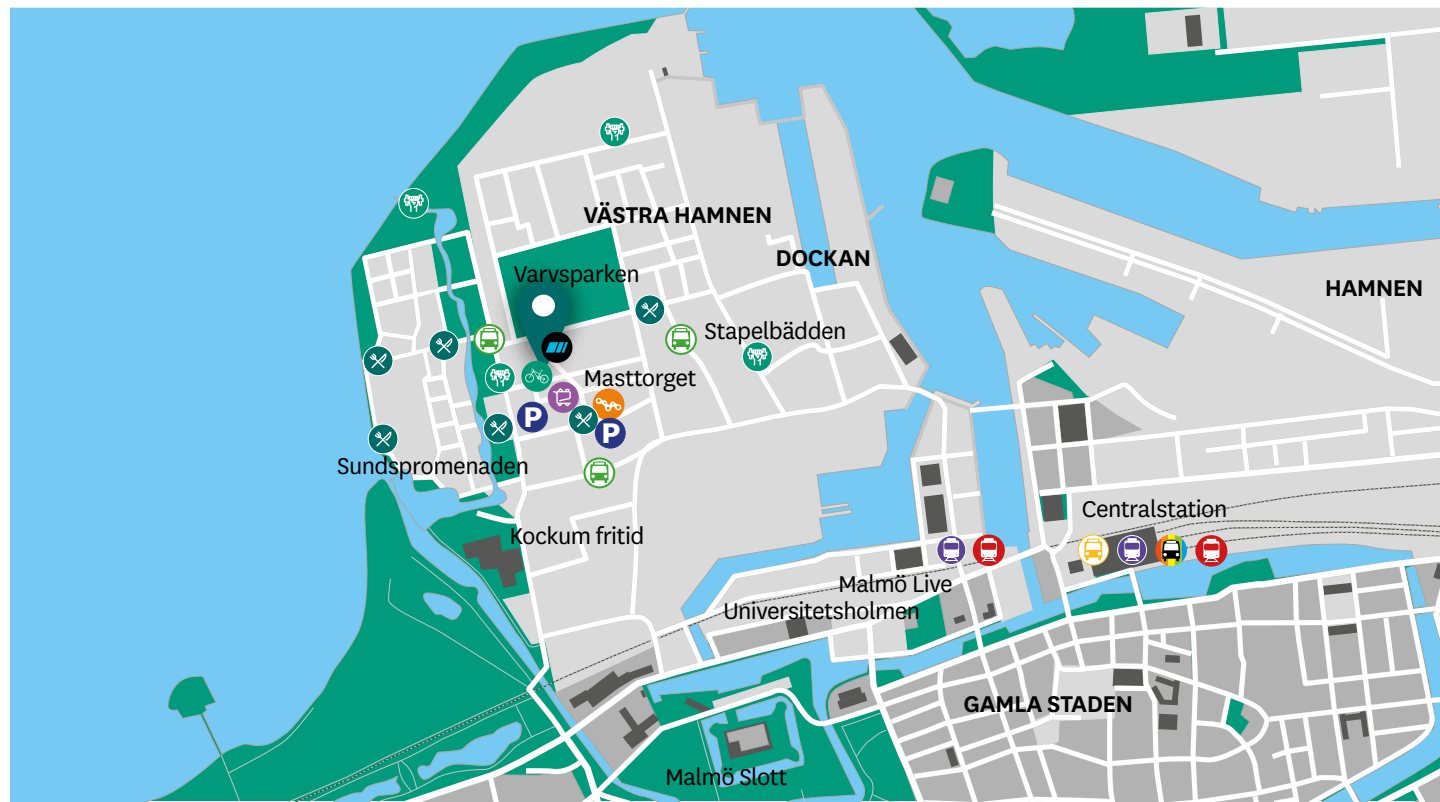 VÄSTRA HAMNEN
DOCKAN
Varvsparken
HAMNEN
Stapelbädden
Masttorget
P
P
Sundspromenaden
Centralstation
Kockum fritid
Malmö Live
Universitetsholmen
GAMLA STADEN
Malmö Slott